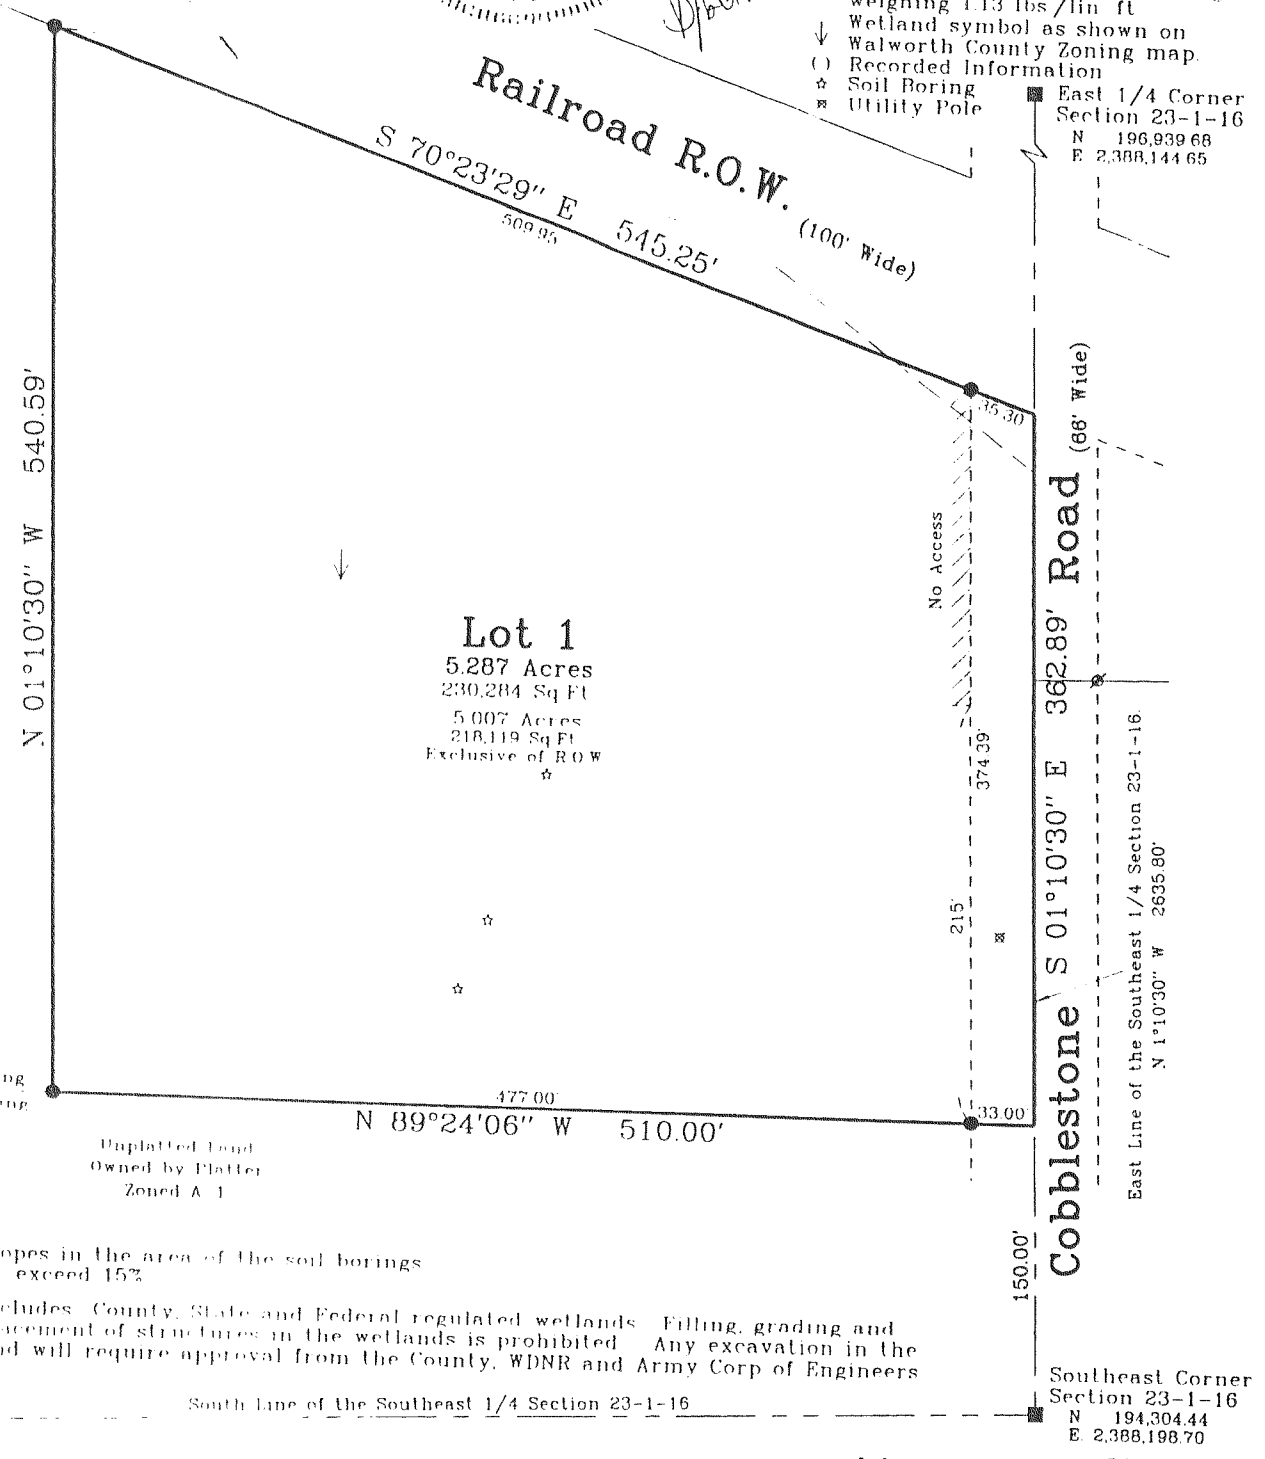 weighing 1.13 lbs/lin ft
Wetland symbol as shown on
Walworth County Zoning map.
( ) Recorded Information
Soil Boring
Utility Pole
East 1/4 Corner
Section 23-1-16
N 196,939.68
E 2,388,144.65
Railroad R.O.W.
(100' Wide)
S 70°23'29" E 545.25'
509.95
35.30
N 01°10'30" W 540.59'
No Access
Lot 1
5.287 Acres
230,284 Sq Ft
5.007 Acres
218,119 Sq Ft
Exclusive of R O W
374.39'
215'
Cobblestone Road (66' Wide)
S 01°10'30" E 362.89'
East Line of the Southeast 1/4 Section 23-1-16.
N 1°10'30" W 2635.80'
477.00'
33.00'
N 89°24'06" W 510.00'
ng
ng
Unplatted Land
Owned by Platter
Zoned A-1
150.00'
opes in the area of the soil borings
exceed 15%
cludes County, State and Federal regulated wetlands Filling, grading and
acement of structures in the wetlands is prohibited Any excavation in the
nd will require approval from the County, WDNR and Army Corp of Engineers
South Line of the Southeast 1/4 Section 23-1-16
Southeast Corner
Section 23-1-16
N 194,304.44
E. 2,388,198.70